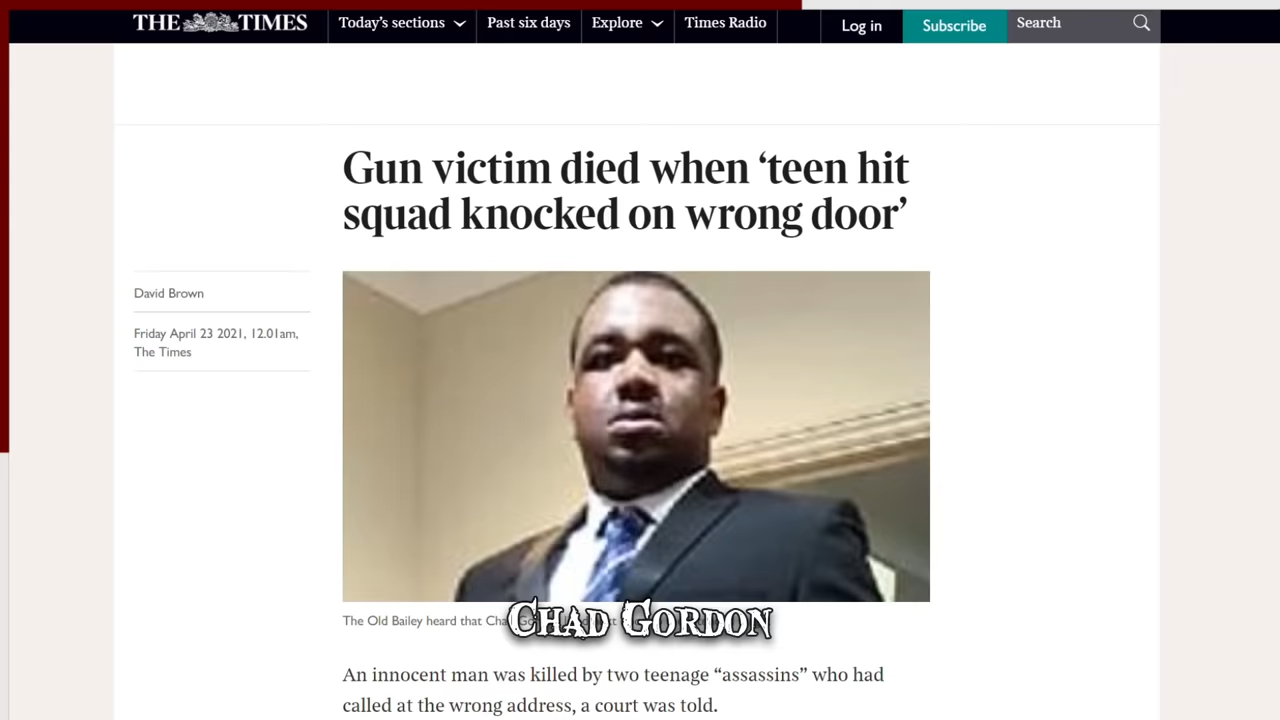 THE TIMES
Today's sections
Past six days
Explore
Times Radio
Log in
Subscribe
Search
Gun victim died when ‘teen hit
squad knocked on wrong door’
David Brown
Friday April 23 2021, 12.01am,
The Times
The Old Bailey heard that Cha
CHAD GORDON
An innocent man was killed by two teenage “assassins” who had
called at the wrong address, a court was told.